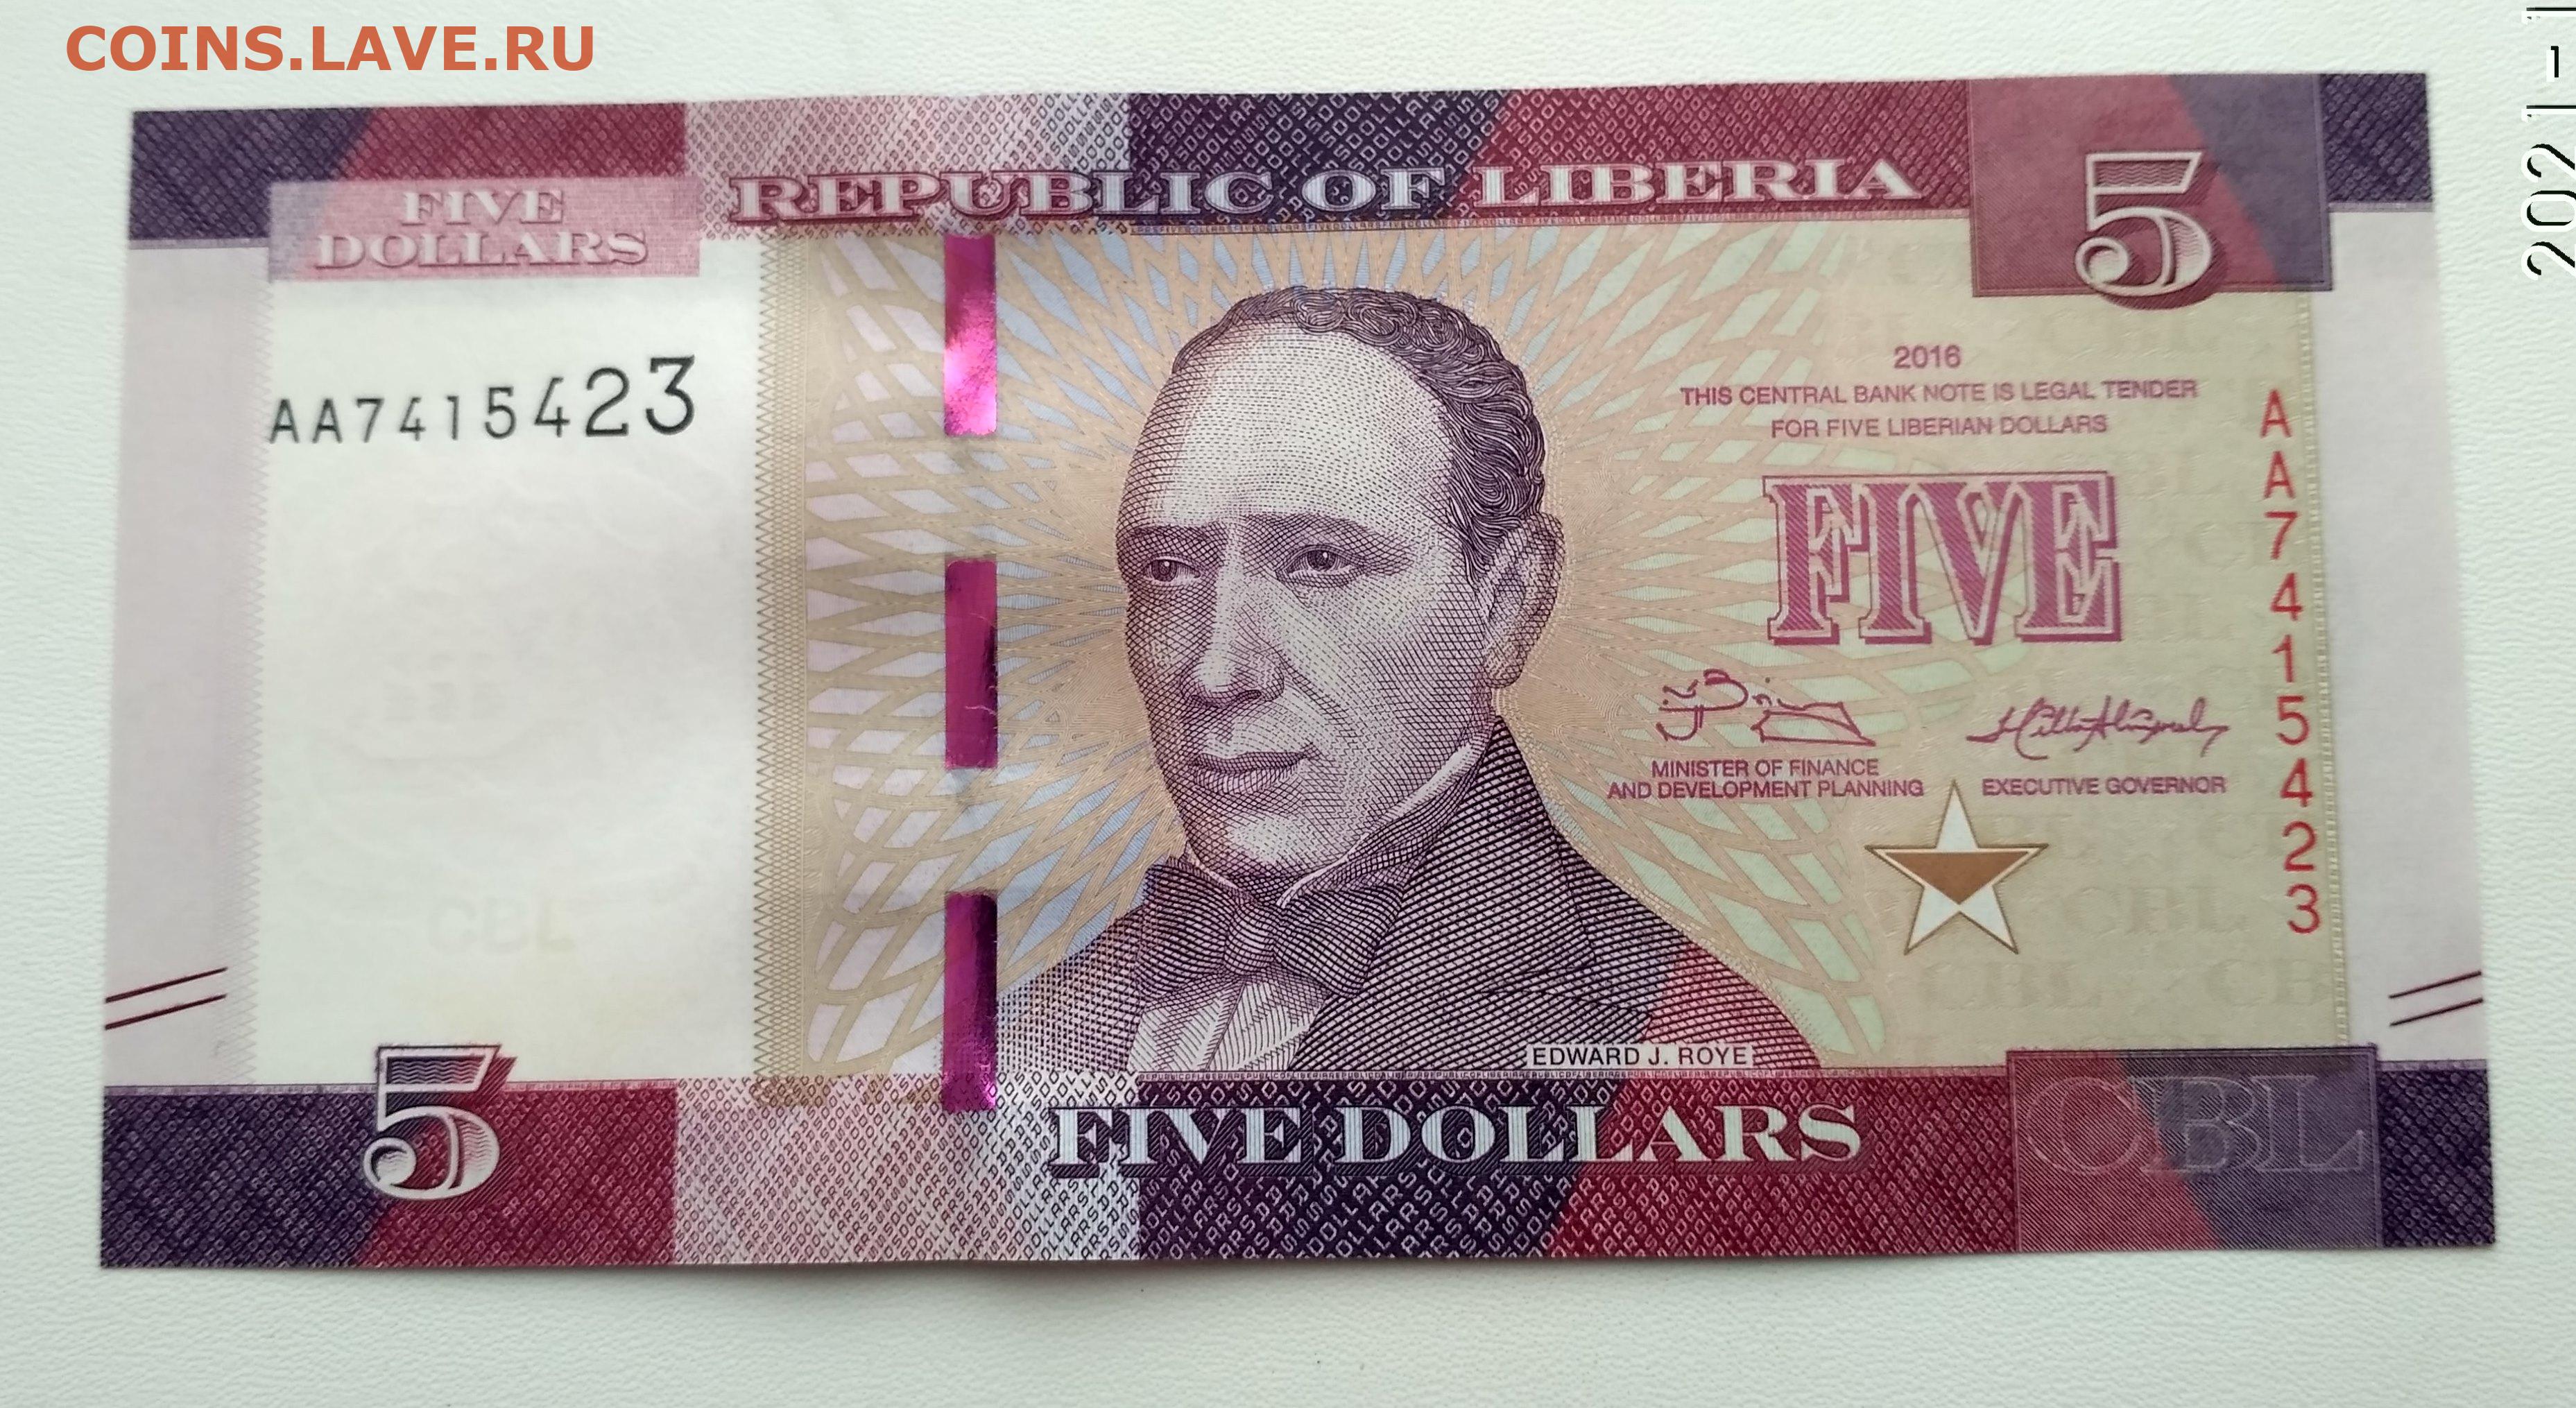 COINS.LAVE.RU
2021-1
REPUBLIC OF LIBERIA
5
FIVE
DOLLARS
AA7415423
2016
THIS CENTRAL BANK NOTE IS LEGAL TENDER
FOR FIVE LIBERIAN DOLLARS
FIVE
AA7415423
MINISTER OF FINANCE
AND DEVELOPMENT PLANNING
EXECUTIVE GOVERNOR
EDWARD J. ROYE
5
FIVE DOLLARS
CBL